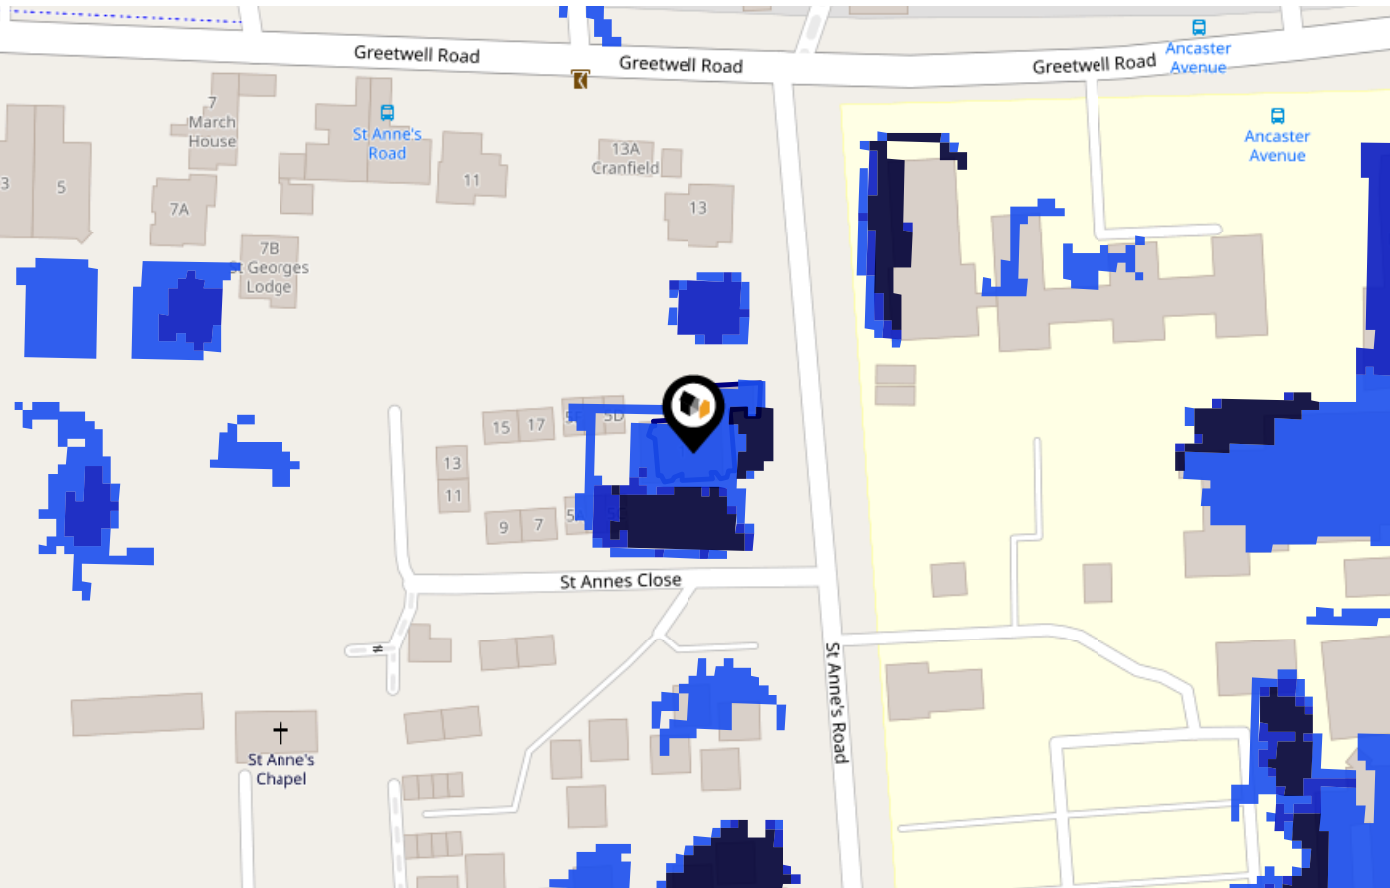 Greetwell Road
Greetwell Road
Greetwell Road
Ancaster
Avenue
7
March
House
St Anne's
Road
Ancaster
Avenue
3
5
7A
11
13A
Cranfield
13
7B
St Georges
Lodge
15
17
5D
13
11
9
7
5A
St Annes Close
St Anne's Road
St Anne's
Chapel